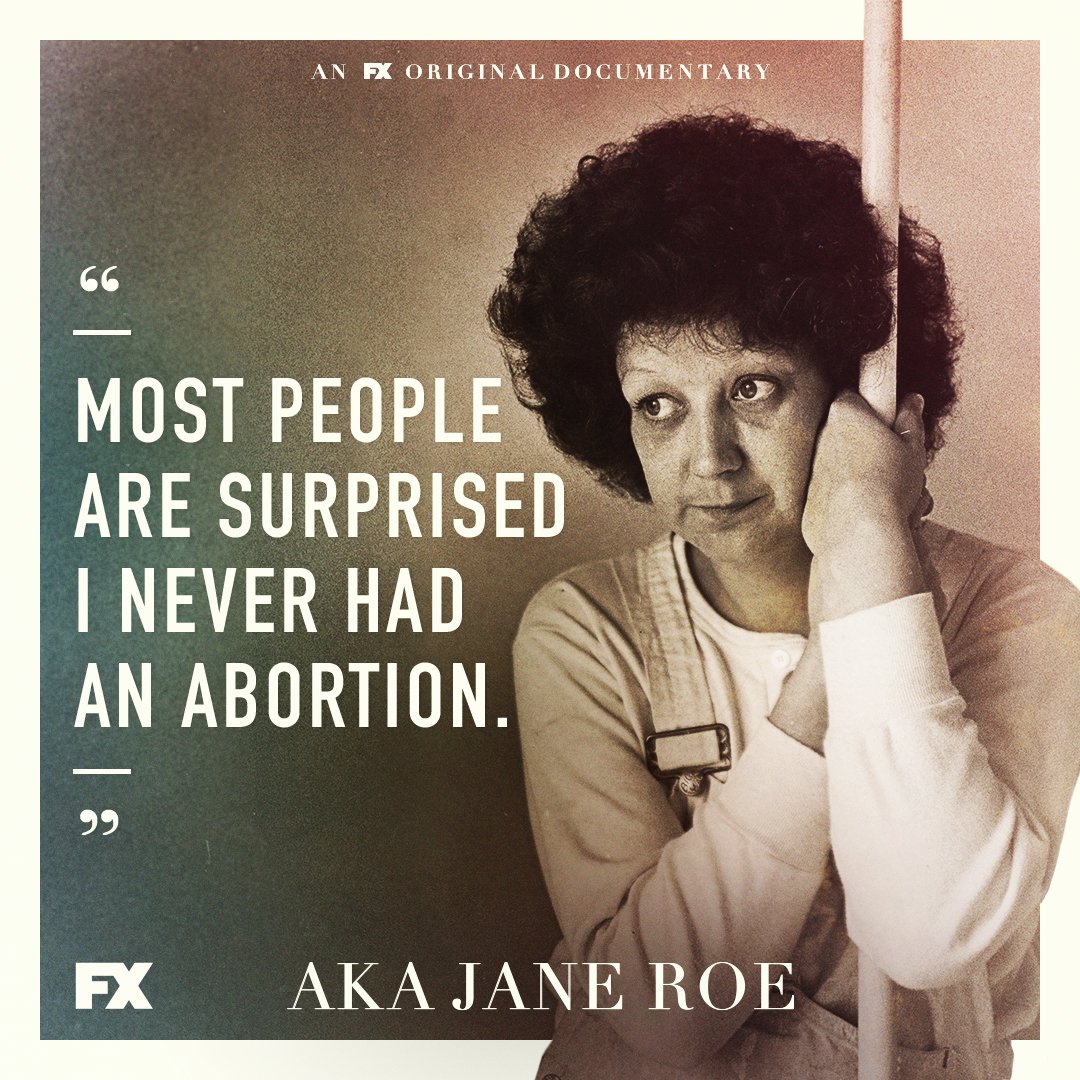 AN FX ORIGINAL DOCUMENTARY
“
MOST PEOPLE
ARE SURPRISED
I NEVER HAD
AN ABORTION.
”
FX
AKA JANE ROE